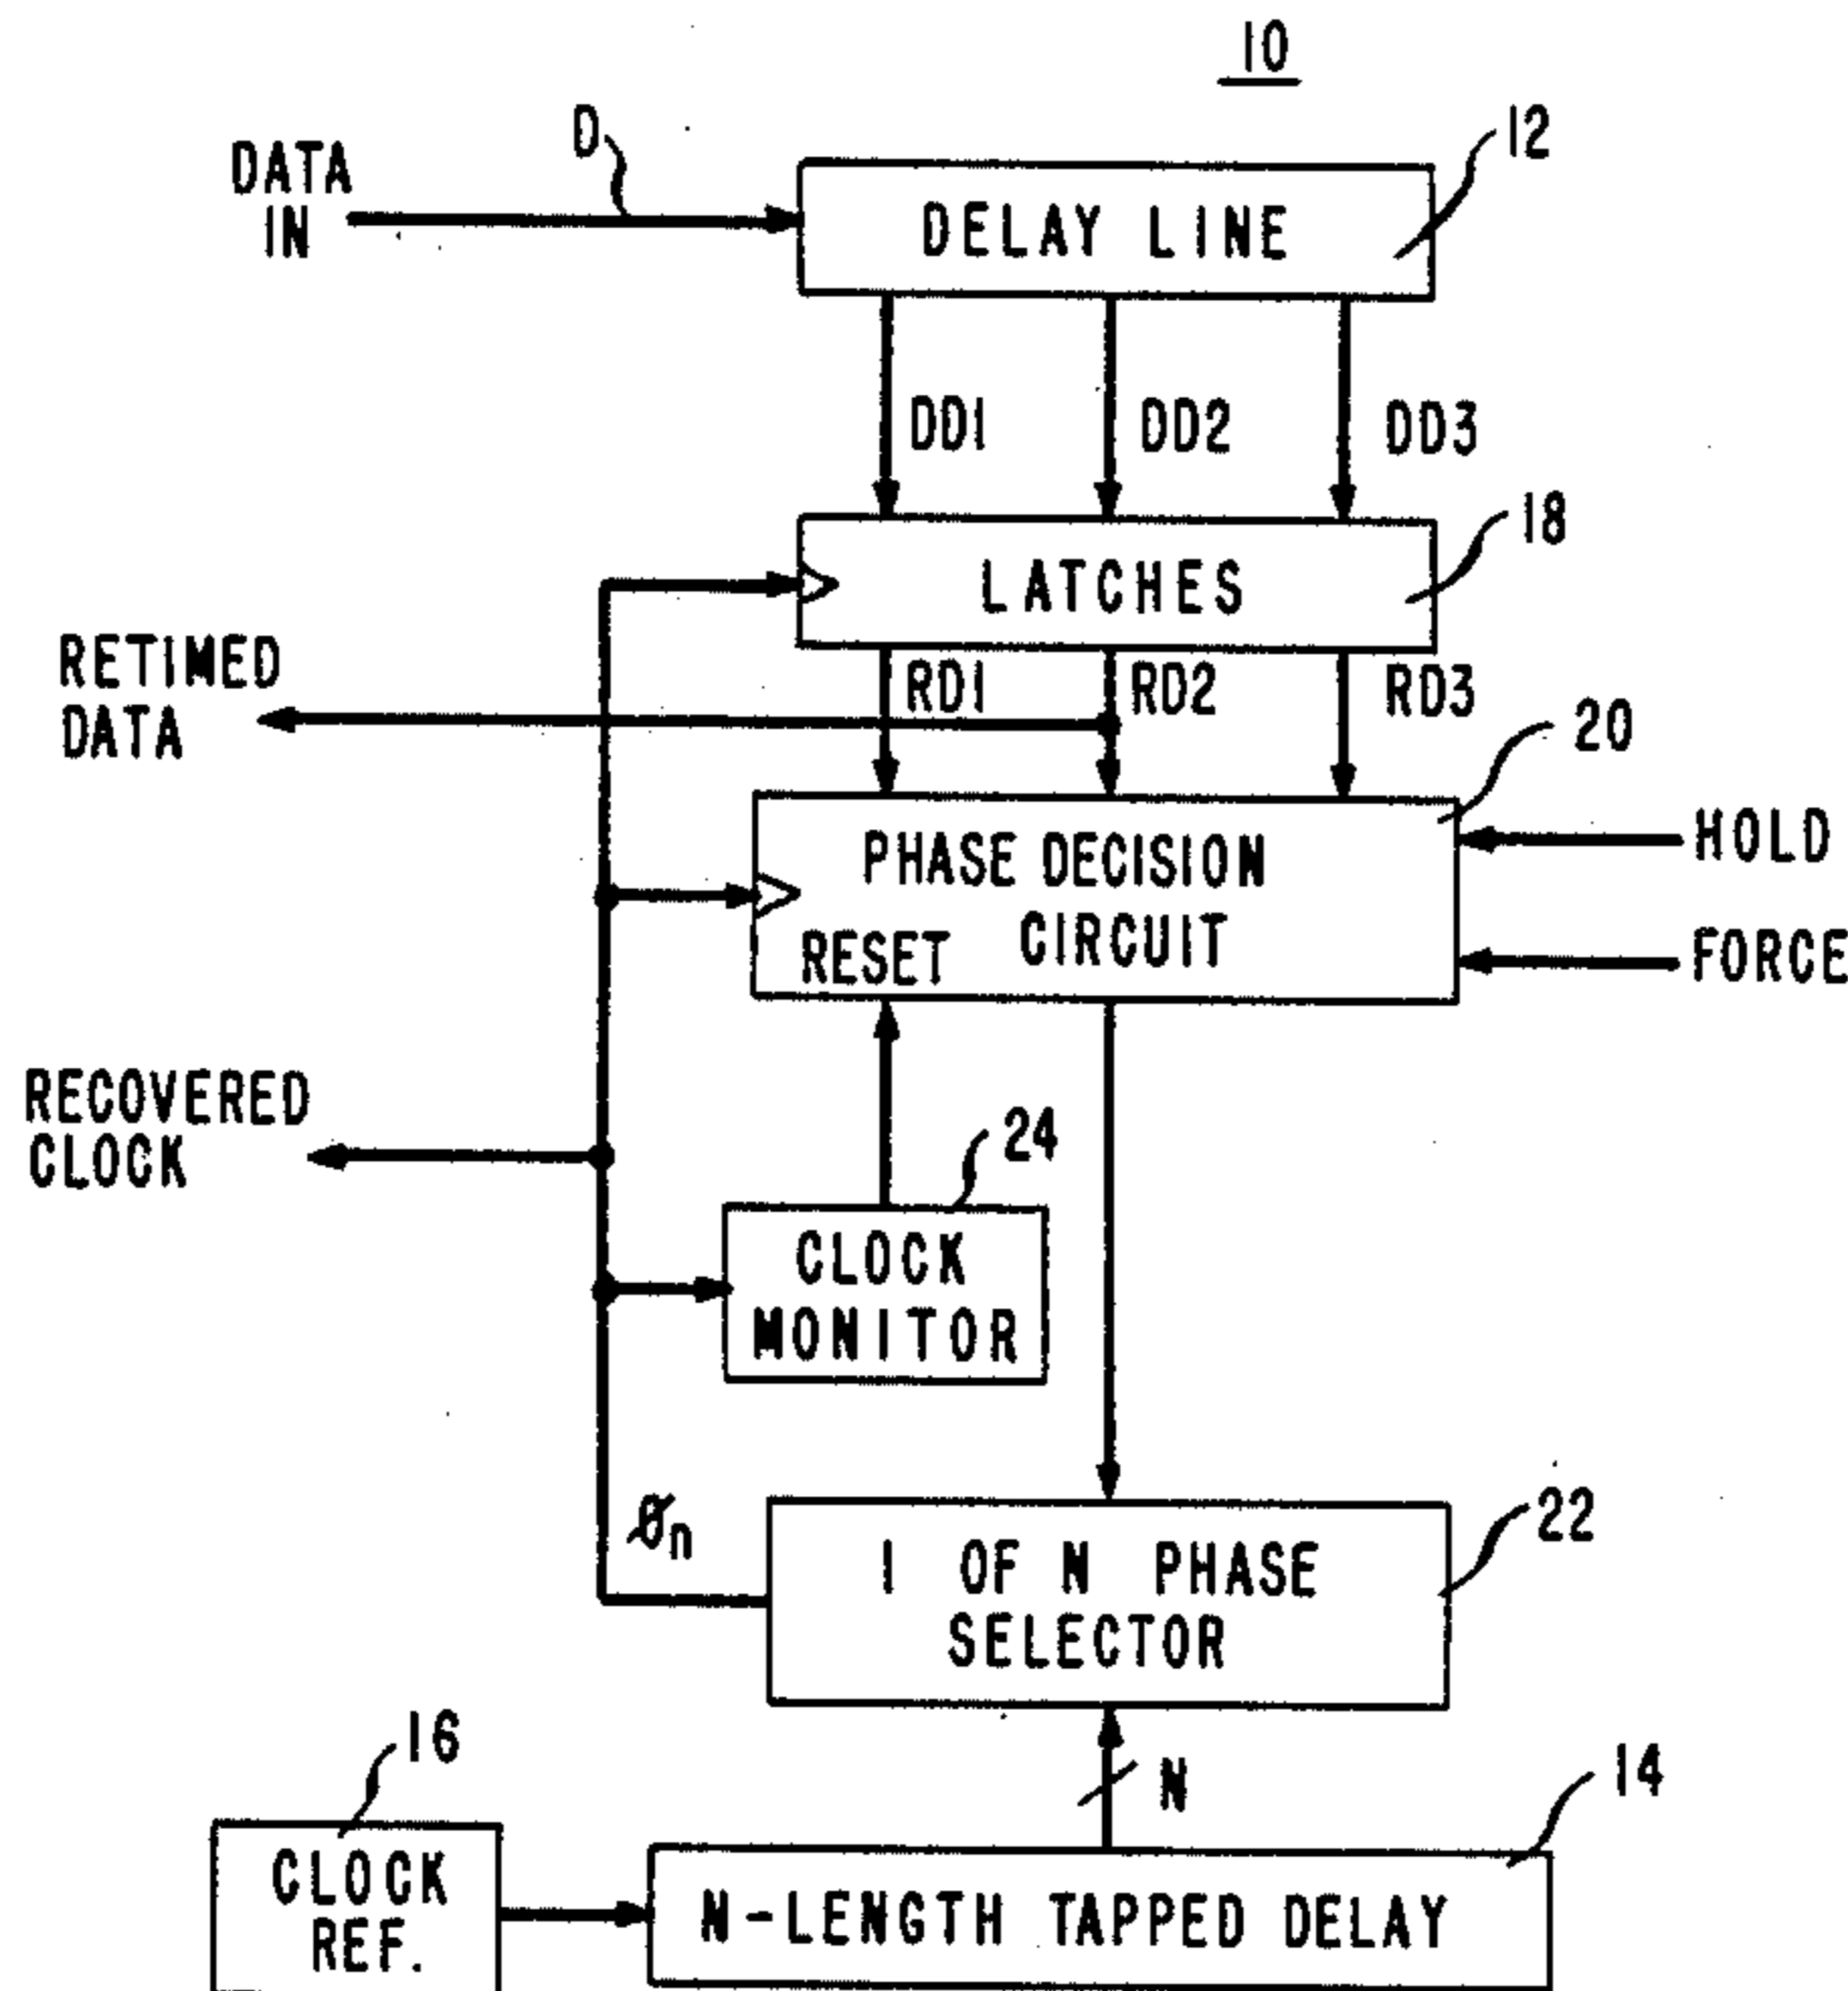 10
12
D
DATA
IN
DELAY LINE
DD1 DD2 DD3
18
LATCHES
RETIMED
DATA
RD1 RD2 RD3
20
HOLD
PHASE DECISION
CIRCUIT
RESET
FORCE
RECOVERED
CLOCK
24
CLOCK
MONITOR
Øn
22
1 OF N PHASE
SELECTOR
16
N
14
CLOCK
REF.
N-LENGTH TAPPED DELAY